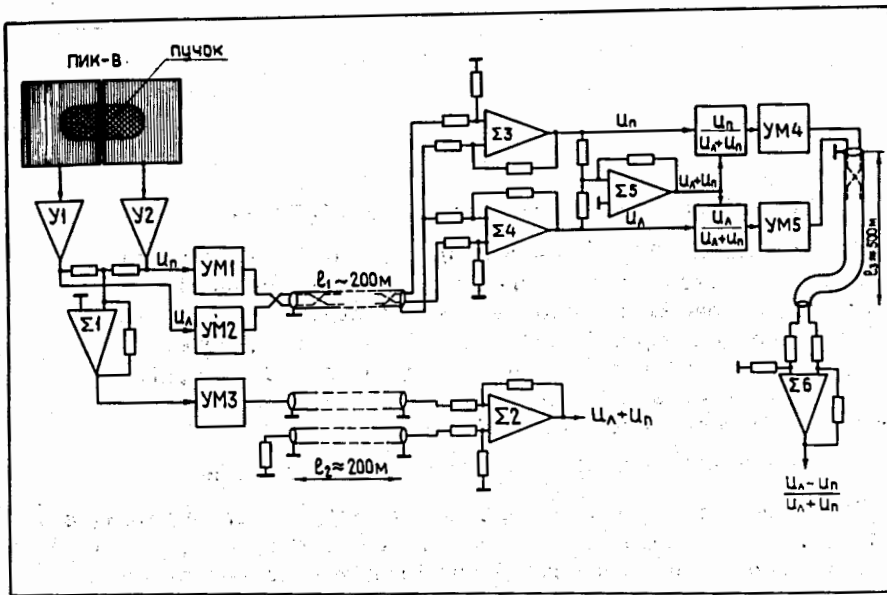 ПУЧОК
ПИК-В
У1
У2
Uп
Uл
УМ1
УМ2
Σ1
УМ3
ℓ₁ ~ 200м
ℓ₂ ≈ 200м
Σ3
Σ4
Σ5
Uп
Uл+Uп
Uл
Uп
Uл+Uп
Uл
Uл+Uп
УМ4
УМ5
ℓ₃ ≈ 500м
Σ2
Uл+Uп
Σ6
Uл - Uп
Uл + Uп